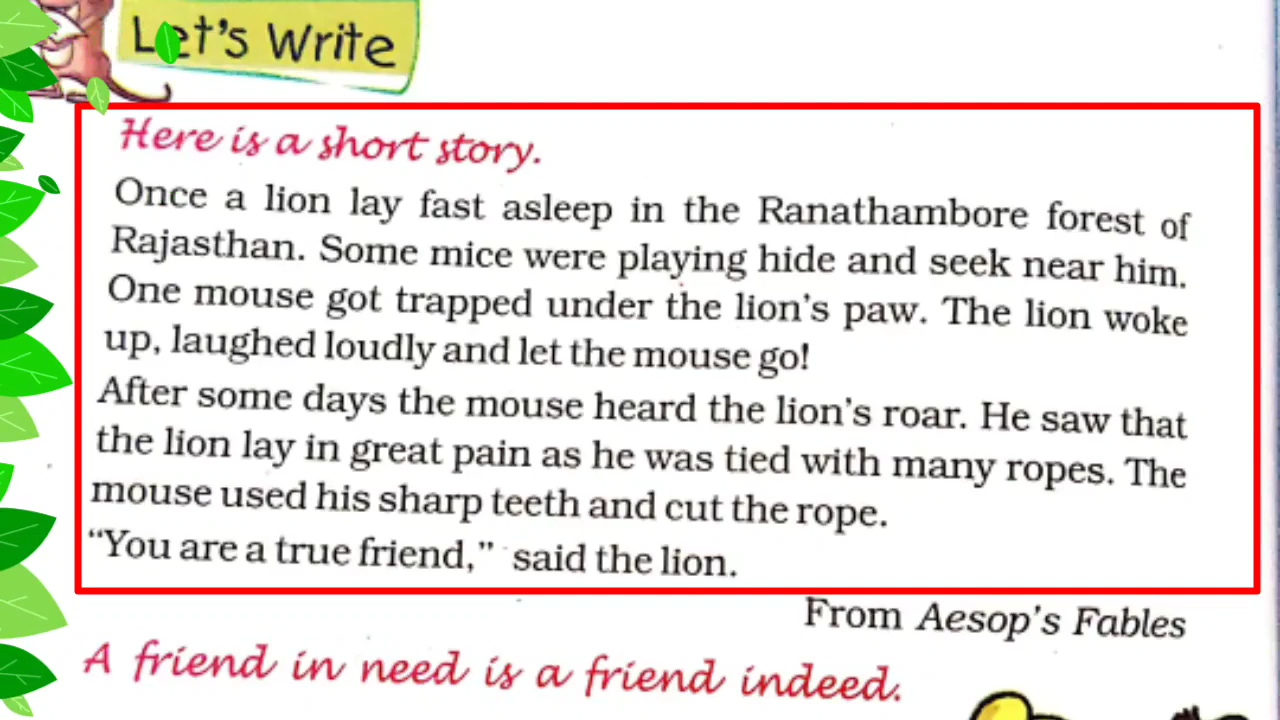 Let's Write
Here is a short story.
Once a lion lay fast asleep in the Ranathambore forest of
Rajasthan. Some mice were playing hide and seek near him.
One mouse got trapped under the lion's paw. The lion woke
up, laughed loudly and let the mouse go!
After some days the mouse heard the lion's roar. He saw that
the lion lay in great pain as he was tied with many ropes. The
mouse used his sharp teeth and cut the rope.
“You are a true friend,” said the lion.
From Aesop's Fables
A friend in need is a friend indeed.